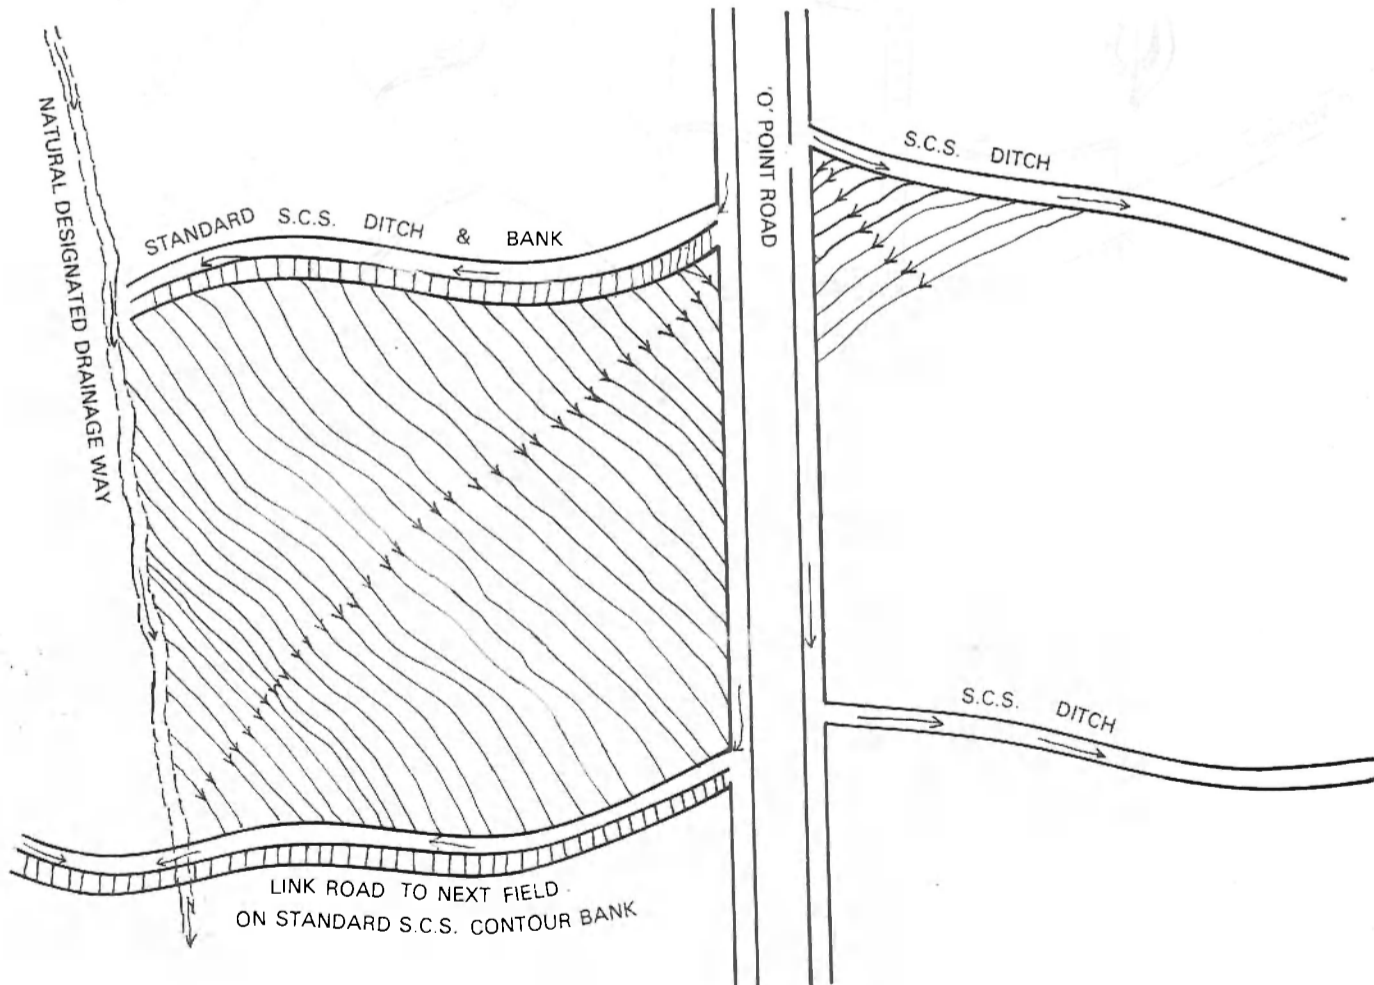 NATURAL DESIGNATED DRAINAGE WAY
STANDARD S.C.S. DITCH & BANK
'O' POINT ROAD
S.C.S. DITCH
S.C.S. DITCH
LINK ROAD TO NEXT FIELD
ON STANDARD S.C.S. CONTOUR BANK